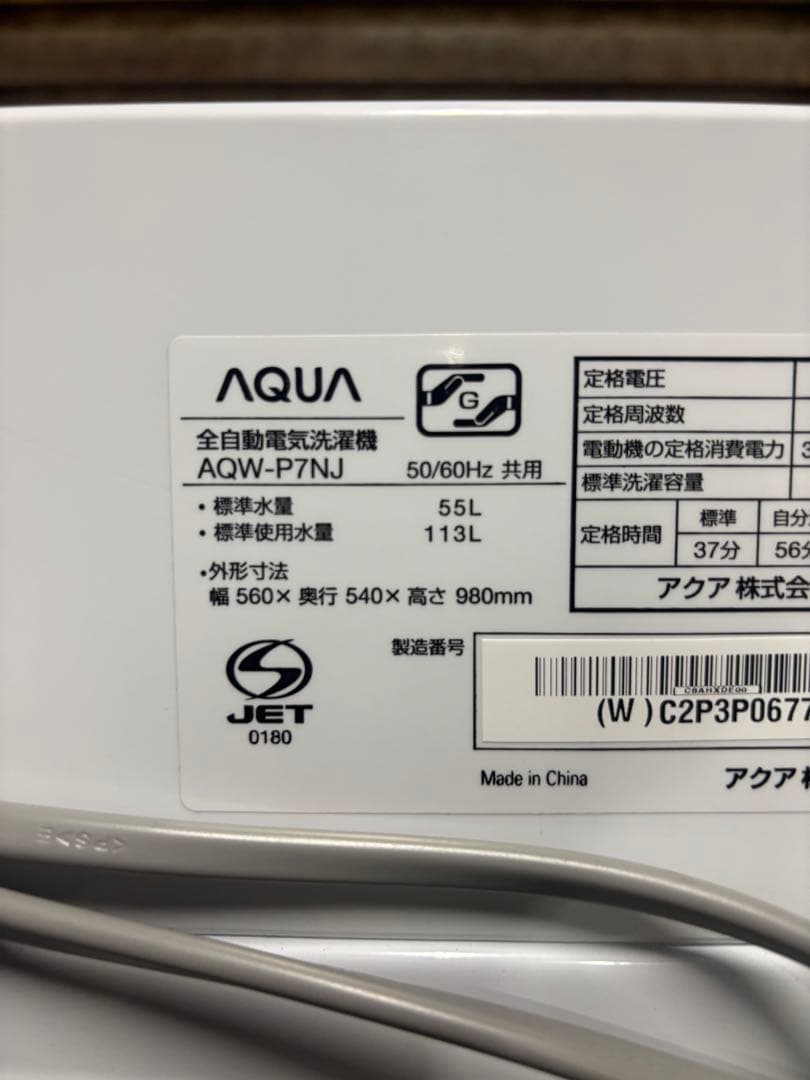 AQUA
G
全自動電気洗濯機
AQW-P7NJ 50/60Hz 共用
・標準水量 55L
・標準使用水量 113L
・外形寸法
幅 560× 奥行 540× 高さ 980mm
定格電圧
定格周波数
電動機の定格消費電力 3
標準洗濯容量
定格時間 標準 自分
37分 56分
アクア 株式会
JET
0180
製造番号
C8AHXDE00
(W )C2P3P0677
Made in China
アクア 株